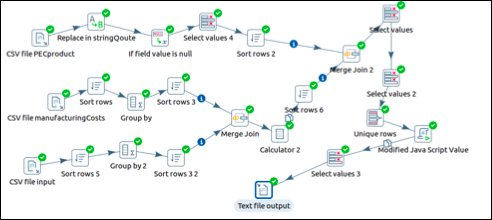 Select values
CSV file PECproduct
Replace in stringQoute
If field value is null
Select values 4
Sort rows 2
Merge Join 2
Select values 2
CSV file manufacturingCosts
Sort rows
Group by
Sort rows 3
Merge Join
Calculator 2
Sort rows 6
Unique rows
Modified Java Script Value
CSV file input
Sort rows 5
Group by 2
Sort rows 3 2
Select values 3
Text file output